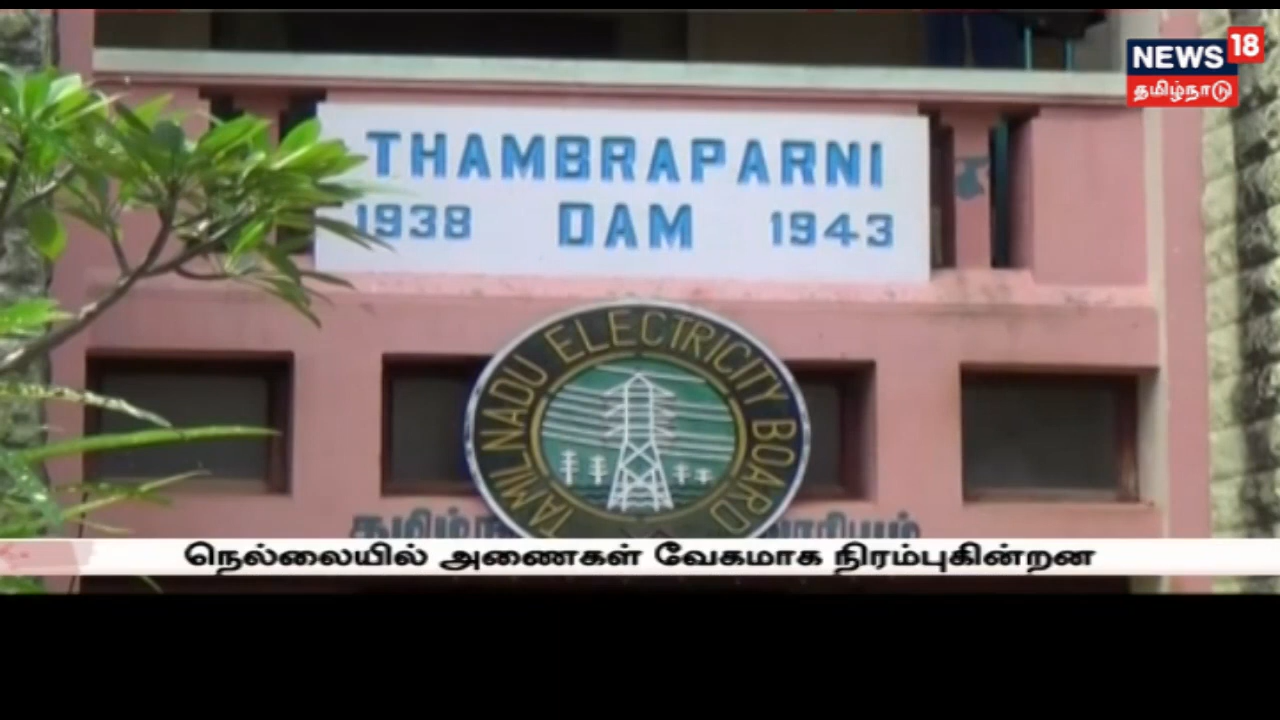 NEWS 18
தமிழ்நாடு
THAMBRAPARNI
1938 DAM 1943
TAMILNADU ELECTRICITY BOARD
நெல்லையில் அணைகள் வேகமாக நிரம்புகின்றன